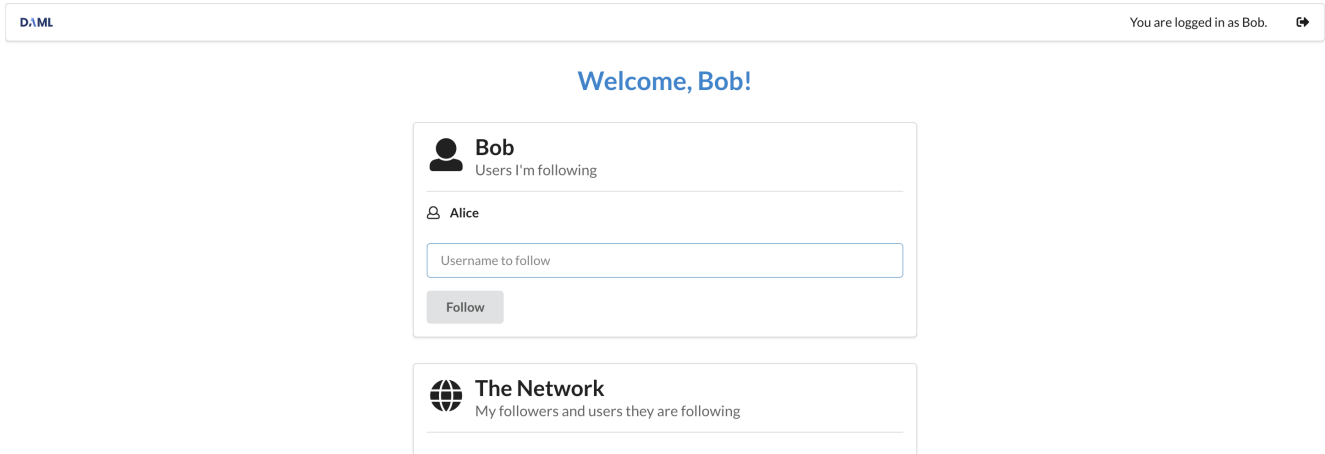 DAML You are logged in as Bob.
Welcome, Bob!
Bob
Users I'm following
Alice
Username to follow
Follow
The Network
My followers and users they are following